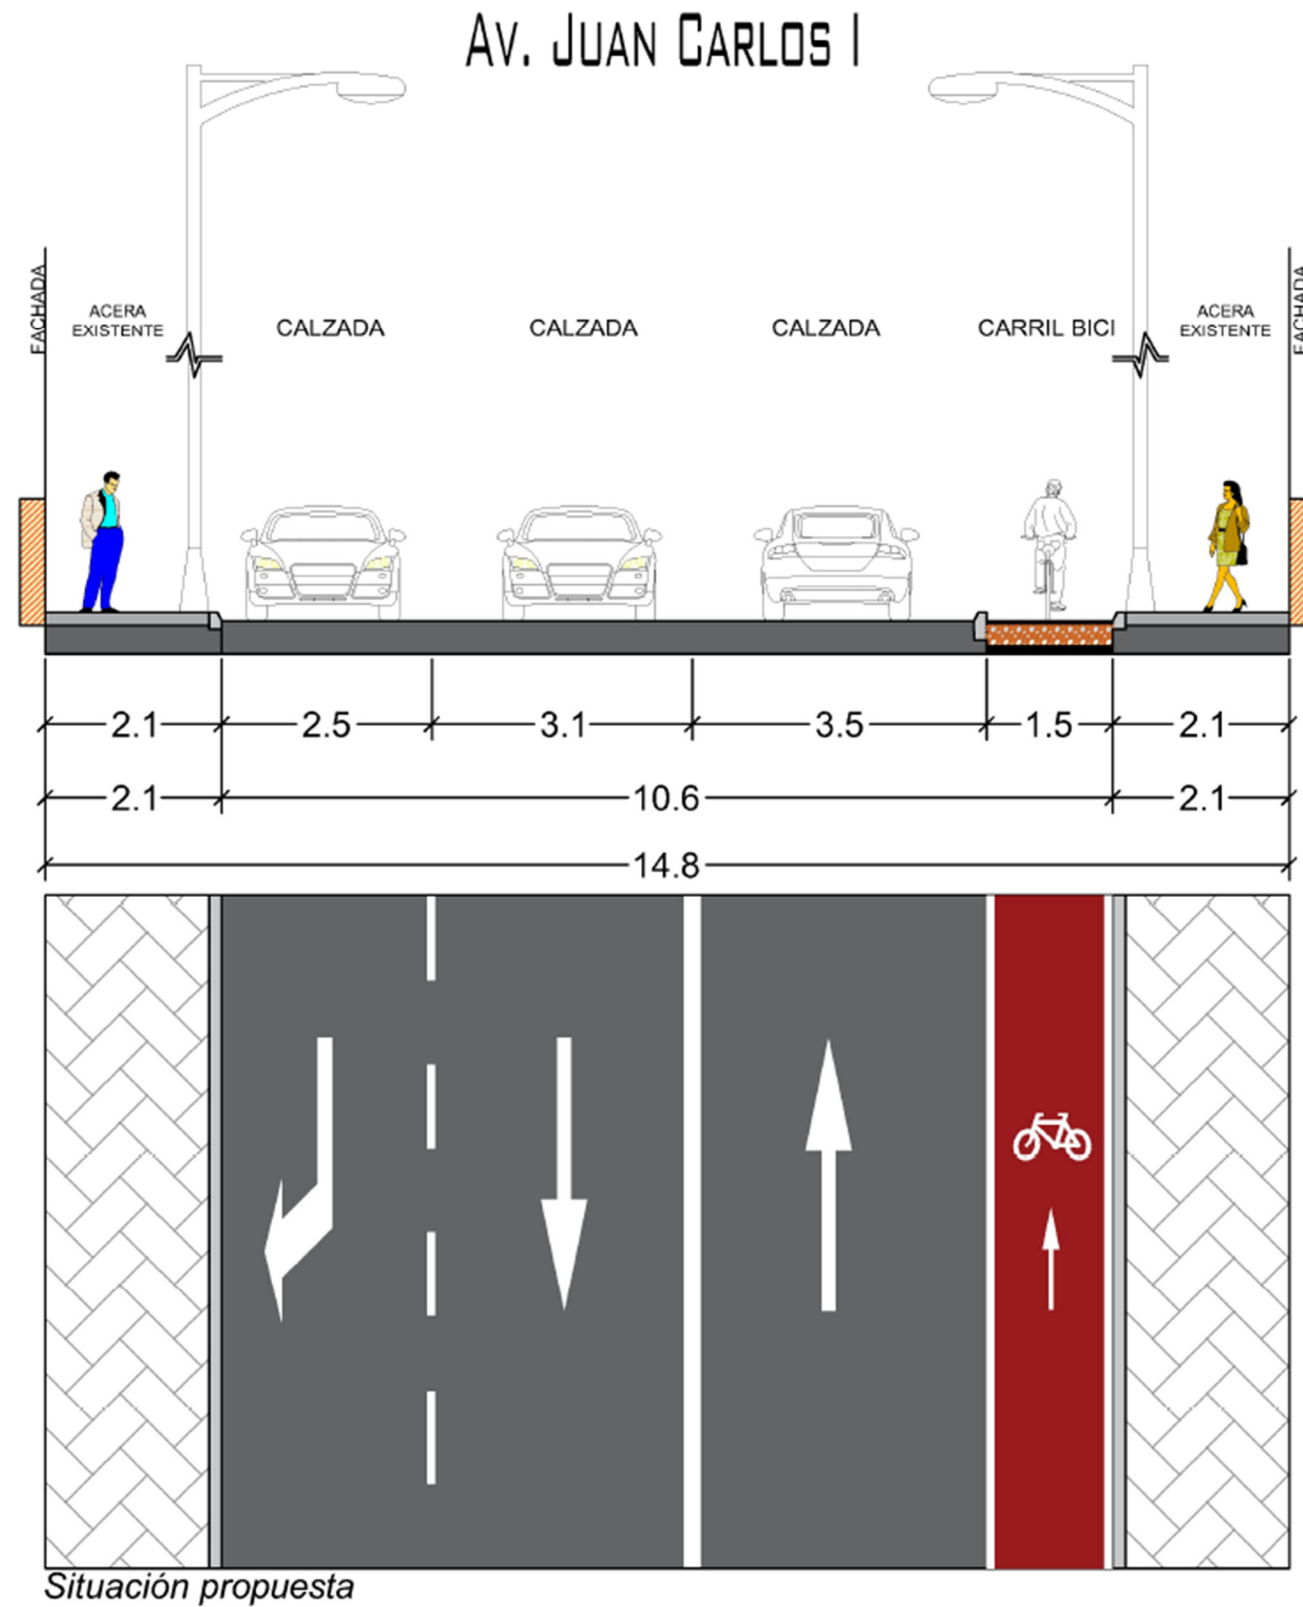 AV. JUAN CARLOS I
FACHADA
ACERA
EXISTENTE
CALZADA
CALZADA
CALZADA
CARRIL BICI
ACERA
EXISTENTE
FACHADA
2.1 2.5 3.1 3.5 1.5 2.1
2.1 10.6 2.1
14.8
Situación propuesta